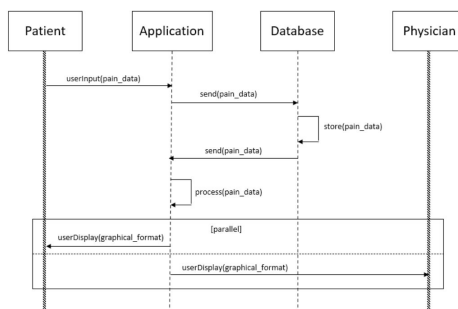 Patient
Application
Database
Physician
userInput(pain_data)
send(pain_data)
store(pain_data)
send(pain_data)
process(pain_data)
[parallel]
userDisplay(graphical_format)
userDisplay(graphical_format)